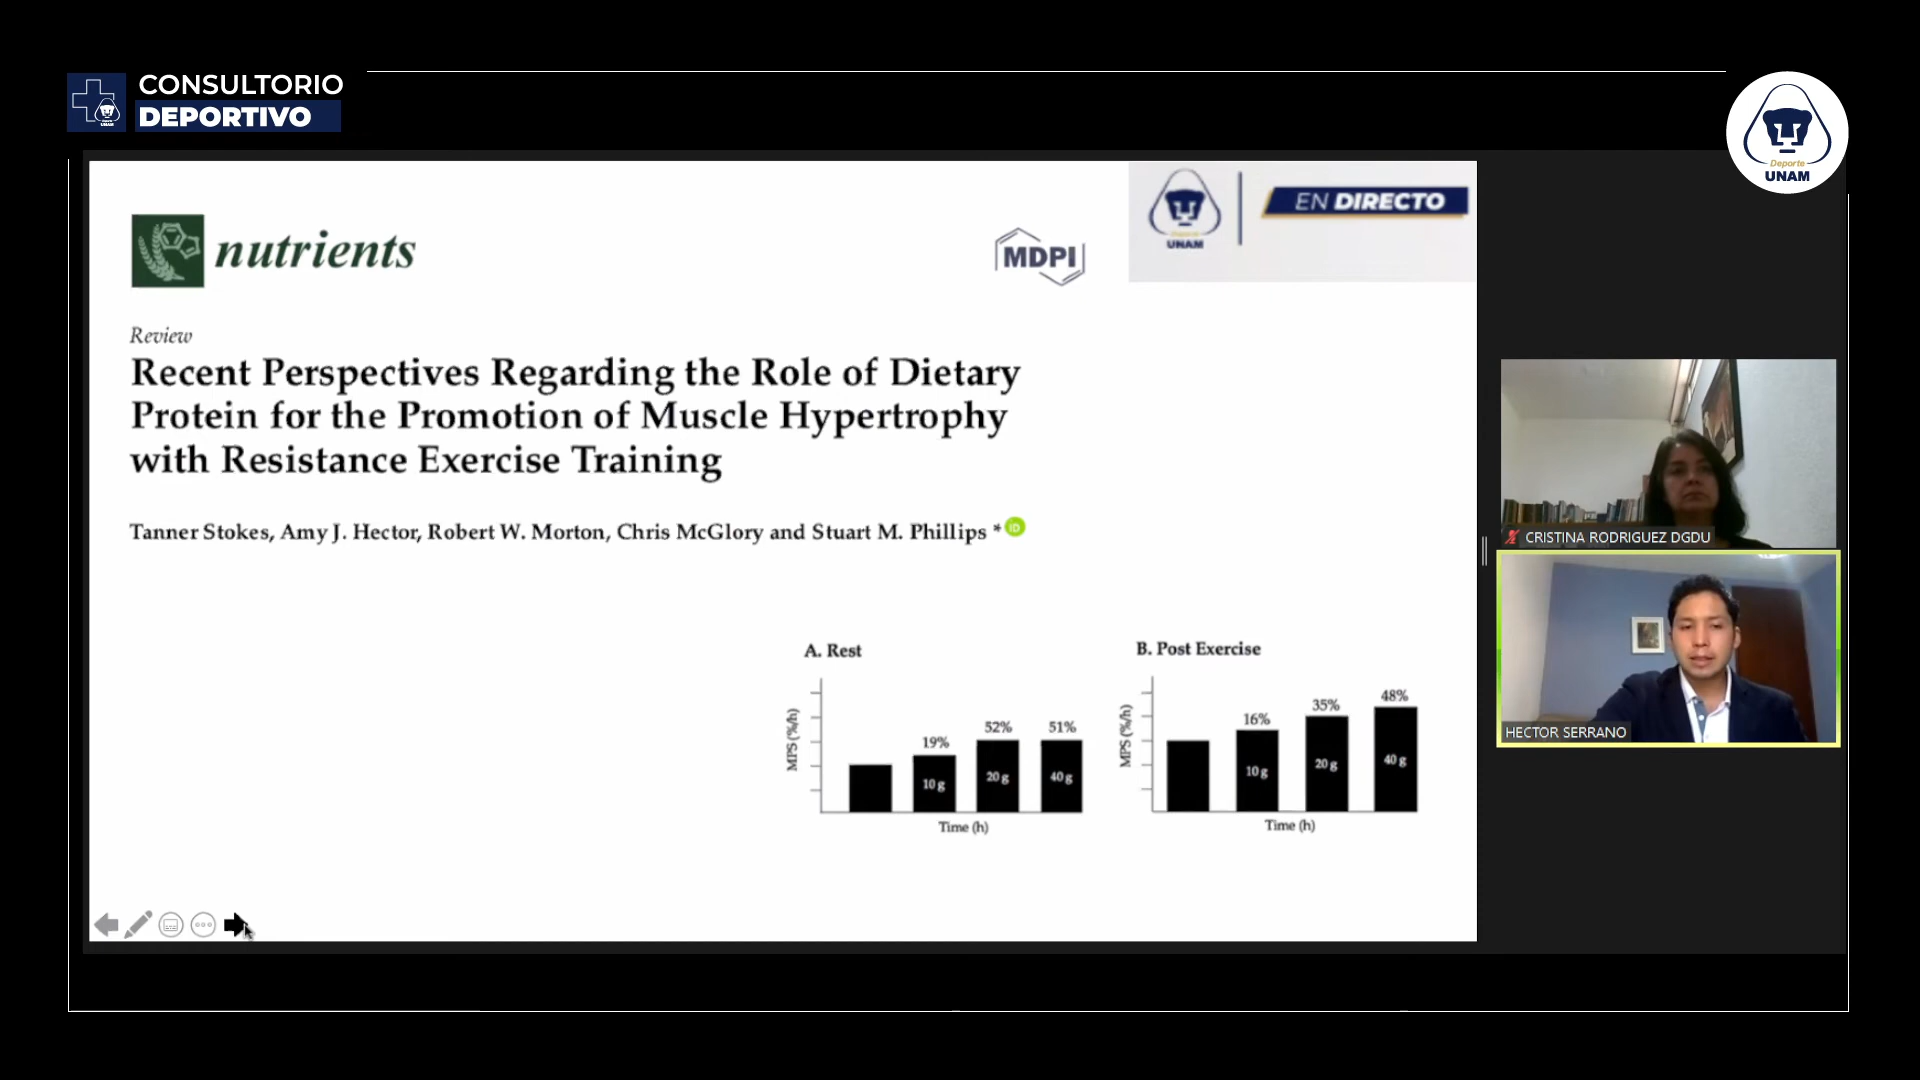 CONSULTORIO
DEPORTIVO
Deporte
UNAM
UNAM
EN DIRECTO
nutrients
MDPI
Review
Recent Perspectives Regarding the Role of Dietary
Protein for the Promotion of Muscle Hypertrophy
with Resistance Exercise Training
Tanner Stokes, Amy J. Hector, Robert W. Morton, Chris McGlory and Stuart M. Phillips * iD
A. Rest
MPS (%/h)
19%
52%
51%
10 g
20 g
40 g
Time (h)
B. Post Exercise
MPS (%/h)
16%
35%
48%
10 g
20 g
40 g
Time (h)
CRISTINA RODRIGUEZ DGDU
HECTOR SERRANO